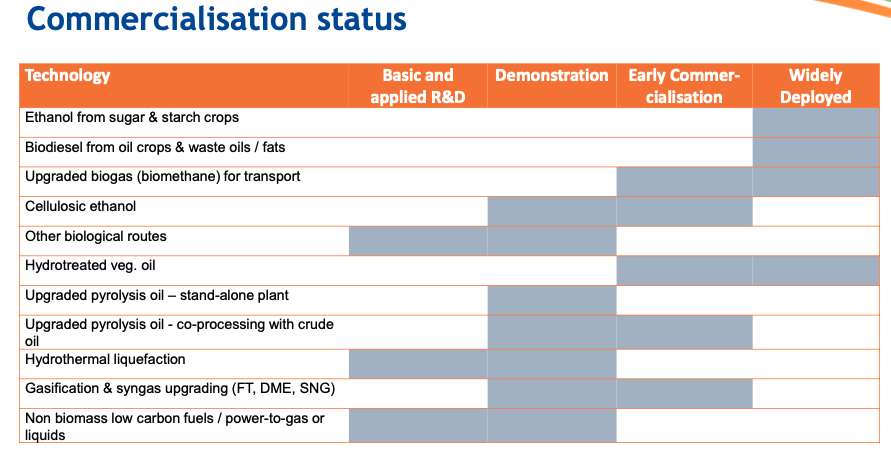 Commercialisation status
Technology
Basic and
applied R&D
Demonstration
Early Commer-
cialisation
Widely
Deployed
Ethanol from sugar & starch crops
Biodiesel from oil crops & waste oils / fats
Upgraded biogas (biomethane) for transport
Cellulosic ethanol
Other biological routes
Hydrotreated veg. oil
Upgraded pyrolysis oil – stand-alone plant
Upgraded pyrolysis oil - co-processing with crude
oil
Hydrothermal liquefaction
Gasification & syngas upgrading (FT, DME, SNG)
Non biomass low carbon fuels / power-to-gas or
liquids